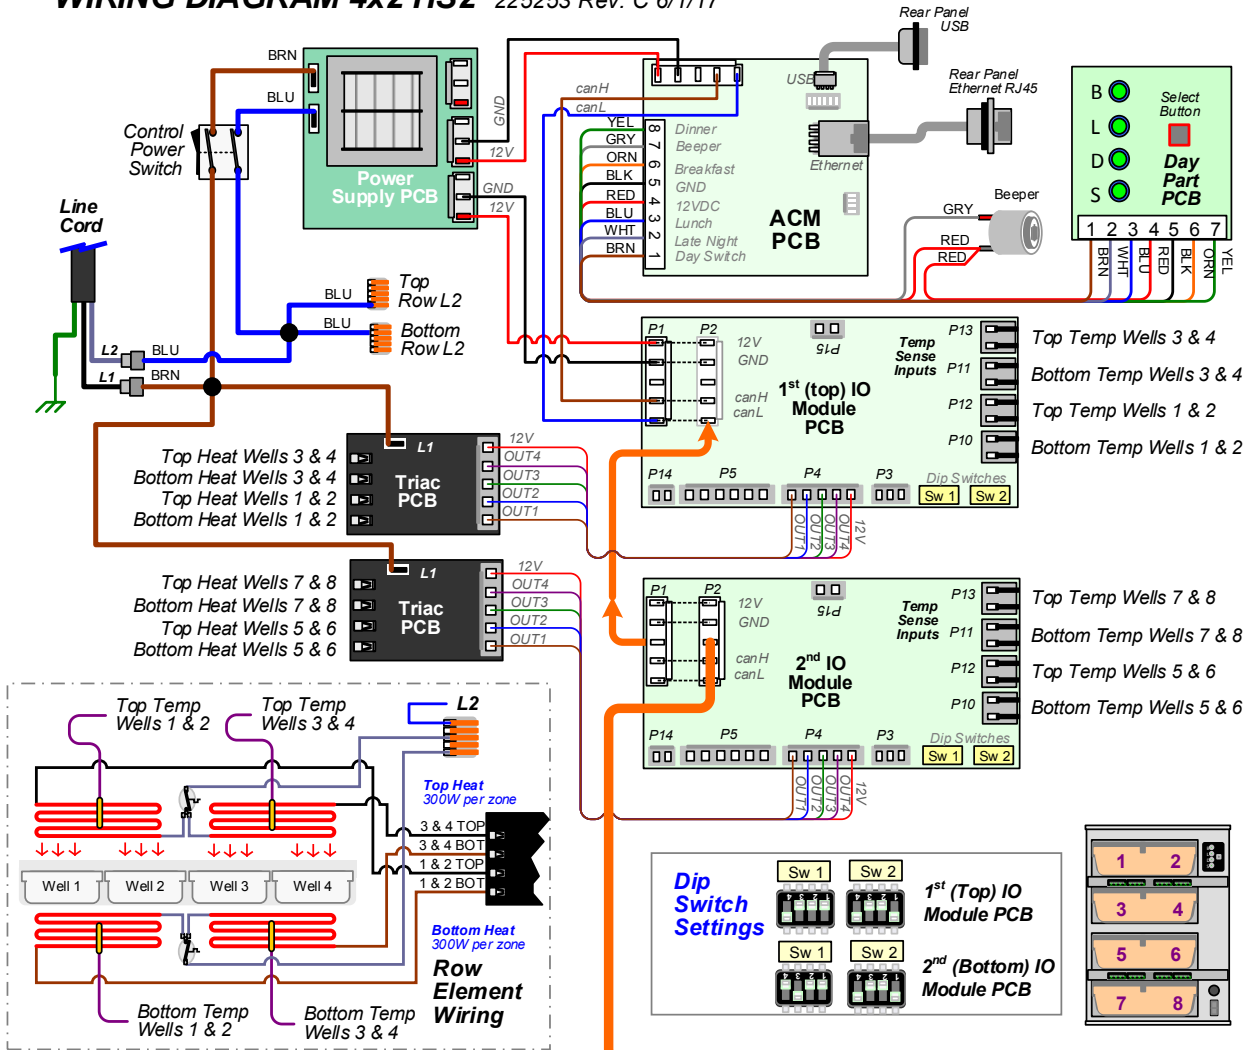 WIRING DIAGRAM 4x2 HS2 225253 Rev. C 6/1/17
BRN
BLU
Control
Power
Switch
Power
Supply PCB
GND
12V
GND
12V
Line
Cord
L2
BLU
L1
BRN
BLU
Top
Row L2
BLU
Bottom
Row L2
canH
canL
YEL
GRY
ORN
BLK
RED
BLU
WHT
BRN
8
7
6
5
4
3
2
1
Dinner
Beeper
Breakfast
GND
12VDC
Lunch
Late Night
Day Switch
USB
Ethernet
ACM
PCB
Rear Panel
USB
Rear Panel
Ethernet RJ45
Beeper
GRY
RED
RED
B
L
D
S
Select
Button
Day
Part
PCB
1 2 3 4 5 6 7
BRN
WHT
BLU
RED
BLK
ORN
YEL
P1
P2
12V
GND
canH
canL
P15
1st (top) IO
Module
PCB
Temp
Sense
Inputs
P13
P11
P12
P10
Top Temp Wells 3 & 4
Bottom Temp Wells 3 & 4
Top Temp Wells 1 & 2
Bottom Temp Wells 1 & 2
P14
P5
P4
P3
Dip Switches
Sw 1
Sw 2
OUT1
OUT2
OUT3
OUT4
12V
Top Heat Wells 3 & 4
Bottom Heat Wells 3 & 4
Top Heat Wells 1 & 2
Bottom Heat Wells 1 & 2
L1
Triac
PCB
12V
OUT4
OUT3
OUT2
OUT1
Top Heat Wells 7 & 8
Bottom Heat Wells 7 & 8
Top Heat Wells 5 & 6
Bottom Heat Wells 5 & 6
L1
Triac
PCB
12V
OUT4
OUT3
OUT2
OUT1
P1
P2
12V
GND
canH
canL
P15
2nd IO
Module
PCB
Temp
Sense
Inputs
P13
P11
P12
P10
Top Temp Wells 7 & 8
Bottom Temp Wells 7 & 8
Top Temp Wells 5 & 6
Bottom Temp Wells 5 & 6
P14
P5
P4
P3
Dip Switches
Sw 1
Sw 2
OUT1
OUT2
OUT3
OUT4
12V
Top Temp
Wells 1 & 2
Top Temp
Wells 3 & 4
L2
Top Heat
300W per zone
3 & 4 TOP
3 & 4 BOT
1 & 2 TOP
1 & 2 BOT
Well 1
Well 2
Well 3
Well 4
Bottom Heat
300W per zone
Row
Element
Wiring
Bottom Temp
Wells 1 & 2
Bottom Temp
Wells 3 & 4
Dip
Switch
Settings
Sw 1
Sw 2
1st (Top) IO
Module PCB
Sw 1
Sw 2
2nd (Bottom) IO
Module PCB
1 2
3 4
5 6
7 8